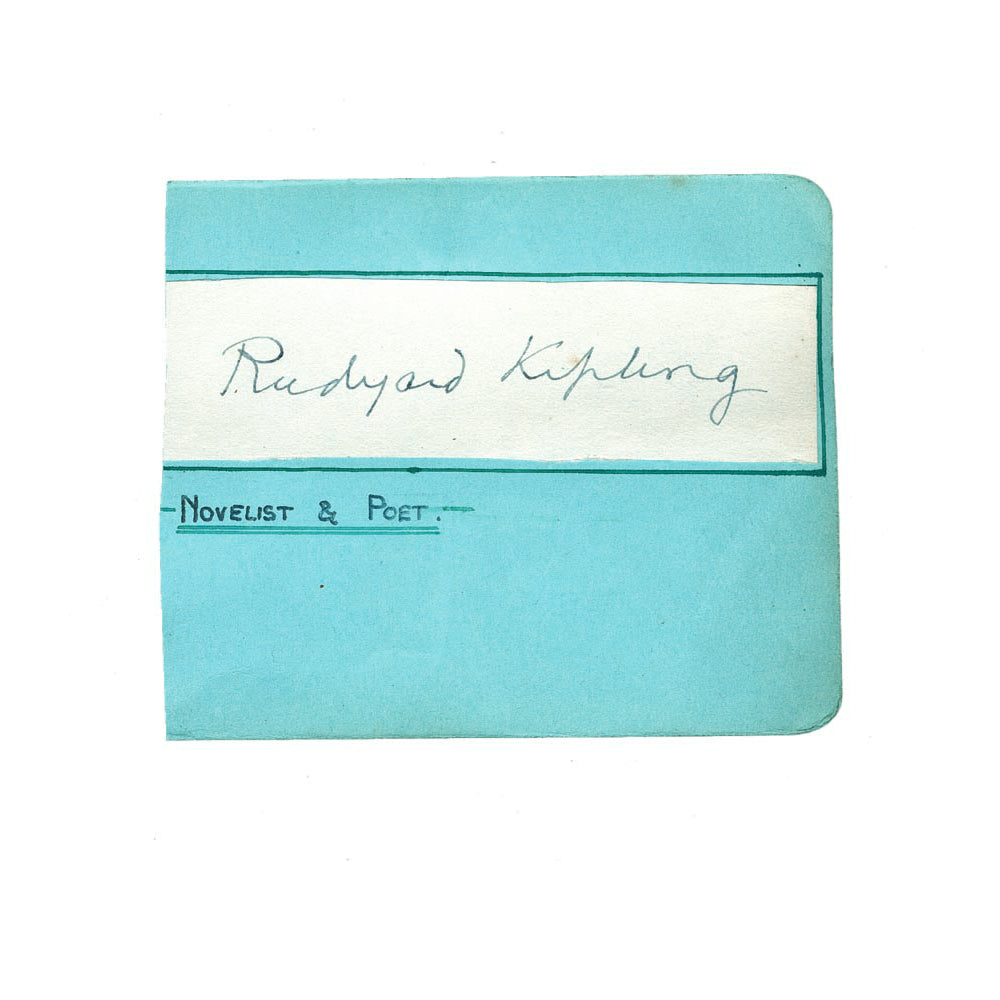 Rudyard Kipling
NOVELIST & POET.